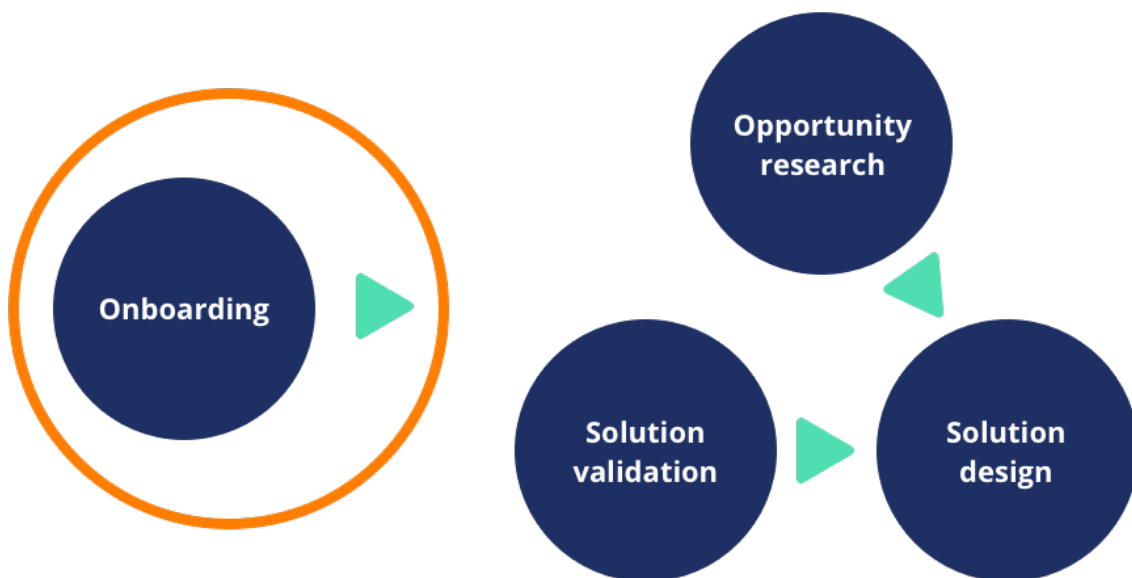 Onboarding
Opportunity
research
Solution
validation
Solution
design